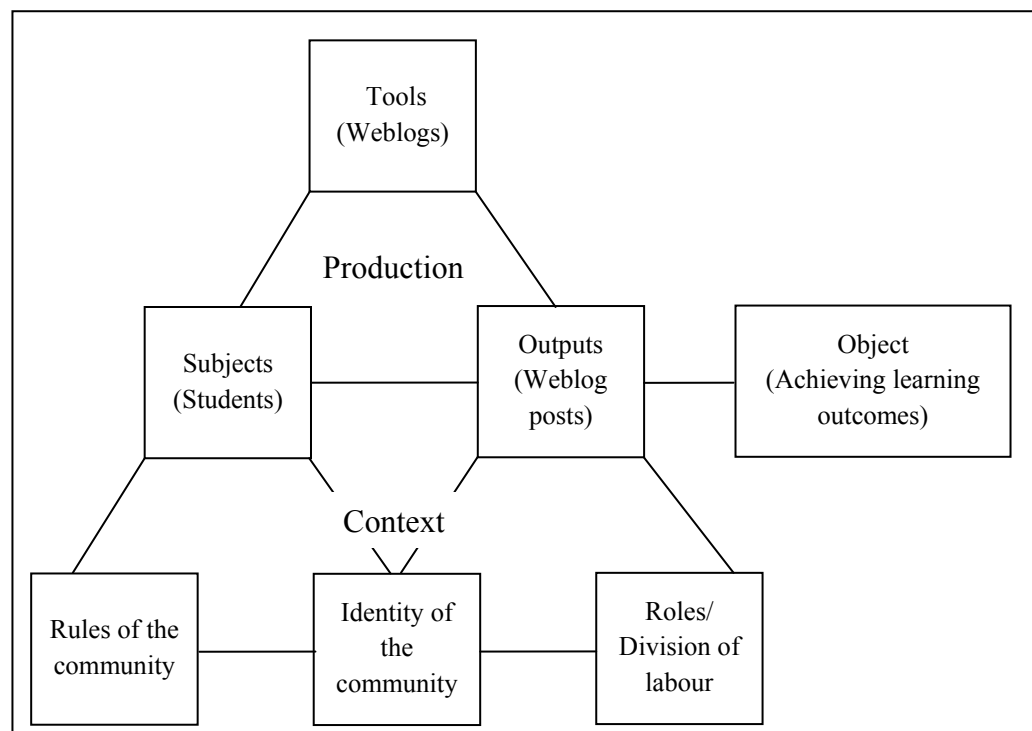 Tools
(Weblogs)
Production
Subjects
(Students)
Outputs
(Weblog
posts)
Object
(Achieving learning
outcomes)
Context
Rules of the
community
Identity of
the
community
Roles/
Division of
labour